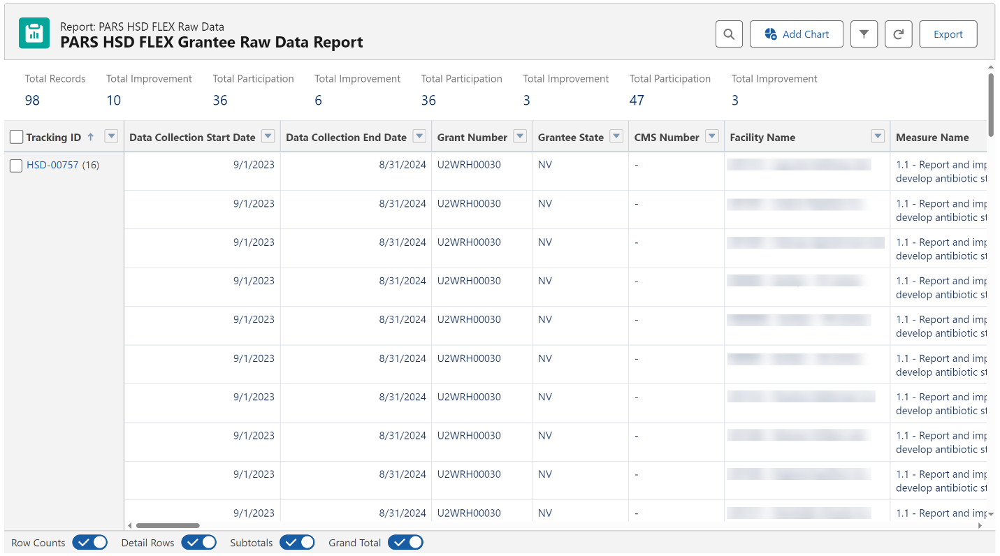 Report: PARS HSD FLEX Raw Data
PARS HSD FLEX Grantee Raw Data Report
Add Chart
Export
Total Records Total Improvement Total Participation Total Improvement Total Participation Total Improvement Total Participation Total Improvement
98 10 36 6 36 3 47 3
Tracking ID ↑ Data Collection Start Date Data Collection End Date Grant Number Grantee State CMS Number Facility Name Measure Name
HSD-00757 (16) 9/1/2023 8/31/2024 U2WRH00030 NV - 1.1 - Report and imp
develop antibiotic st
9/1/2023 8/31/2024 U2WRH00030 NV - 1.1 - Report and imp
develop antibiotic st
9/1/2023 8/31/2024 U2WRH00030 NV - 1.1 - Report and imp
develop antibiotic st
9/1/2023 8/31/2024 U2WRH00030 NV - 1.1 - Report and imp
develop antibiotic st
9/1/2023 8/31/2024 U2WRH00030 NV - 1.1 - Report and imp
develop antibiotic st
9/1/2023 8/31/2024 U2WRH00030 NV - 1.1 - Report and imp
develop antibiotic st
9/1/2023 8/31/2024 U2WRH00030 NV - 1.1 - Report and imp
develop antibiotic st
9/1/2023 8/31/2024 U2WRH00030 NV - 1.1 - Report and imp
develop antibiotic st
9/1/2023 8/31/2024 U2WRH00030 NV - 1.1 - Report and imp
develop antibiotic st
9/1/2023 8/31/2024 U2WRH00030 NV - 1.1 - Report and imp
Row Counts Detail Rows Subtotals Grand Total